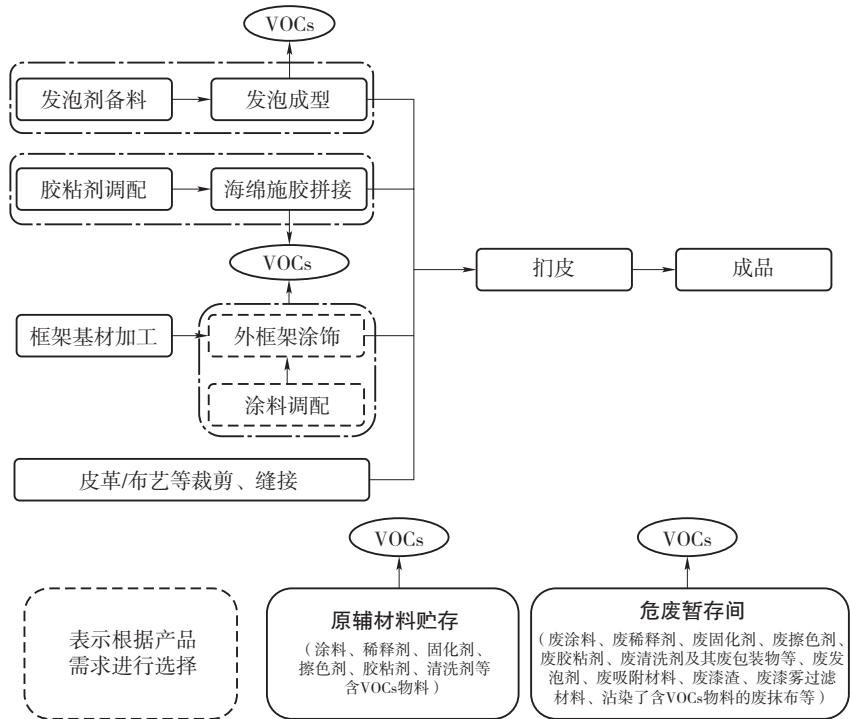 VOCs
发泡剂备料
发泡成型
胶粘剂调配
海绵施胶拼接
VOCs
扪皮
成品
框架基材加工
外框架涂饰
涂料调配
皮革/布艺等裁剪、缝接
VOCs
VOCs
表示根据产品
需求进行选择
原辅材料贮存
（涂料、稀释剂、固化剂、
擦色剂、胶粘剂、清洗剂等
含VOCs物料）
危废暂存间
（废涂料、废稀释剂、废固化剂、废擦色剂、
废胶粘剂、废清洗剂及其废包装物等、废发
泡剂、废吸附材料、废漆渣、废漆雾过滤
材料、沾染了含VOCs物料的废抹布等）